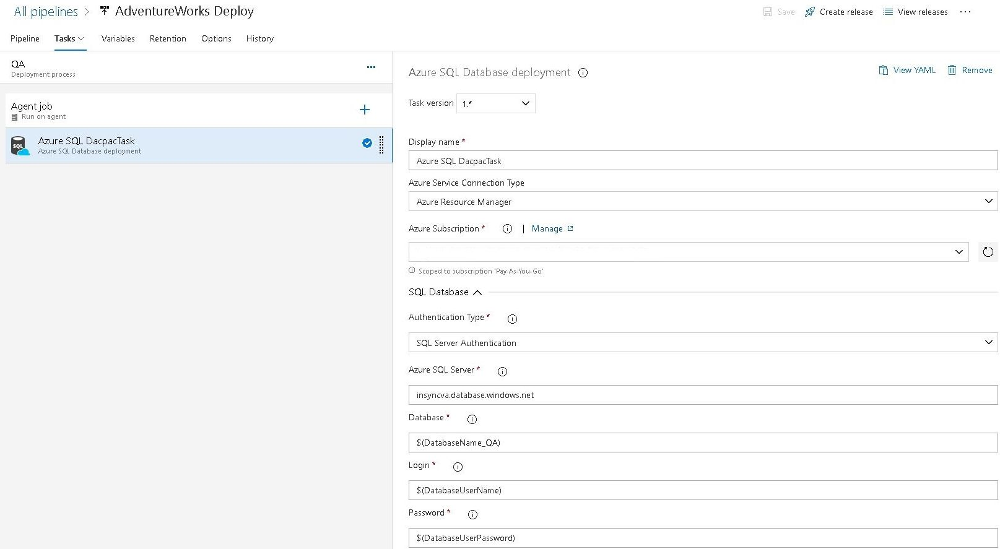 All pipelines > AdventureWorks Deploy
Save Create release View releases ...
Pipeline Tasks Variables Retention Options History
QA
Deployment process
...
Agent job
Run on agent
+
SQL
Azure SQL DacpacTask
Azure SQL Database deployment
Azure SQL Database deployment
View YAML Remove
Task version 1.*
Display name *
Azure SQL DacpacTask
Azure Service Connection Type
Azure Resource Manager
Azure Subscription * | Manage
Scoped to subscription 'Pay-As-You-Go'
SQL Database
Authentication Type *
SQL Server Authentication
Azure SQL Server *
insyncva.database.windows.net
Database *
$(DatabaseName_QA)
Login *
$(DatabaseUserName)
Password *
$(DatabaseUserPassword)